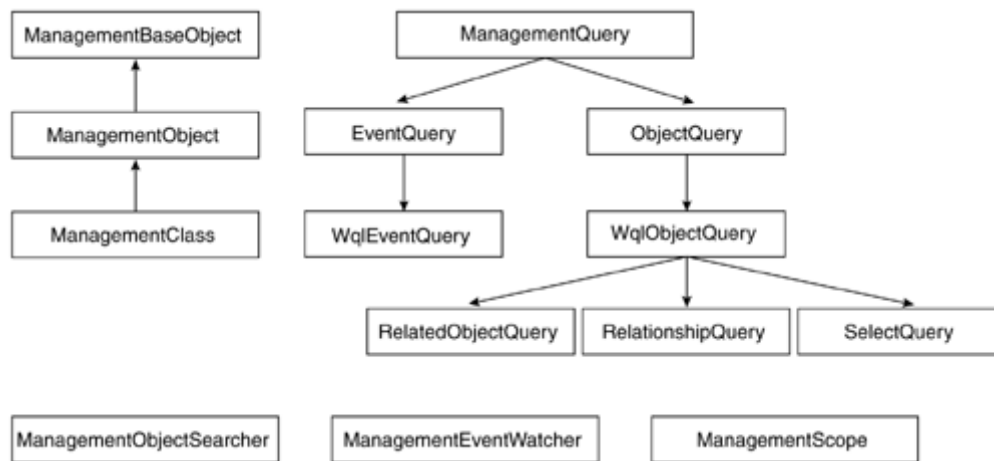 ManagementBaseObject
ManagementQuery
ManagementObject
EventQuery
ObjectQuery
ManagementClass
WqlEventQuery
WqlObjectQuery
RelatedObjectQuery
RelationshipQuery
SelectQuery
ManagementObjectSearcher
ManagementEventWatcher
ManagementScope